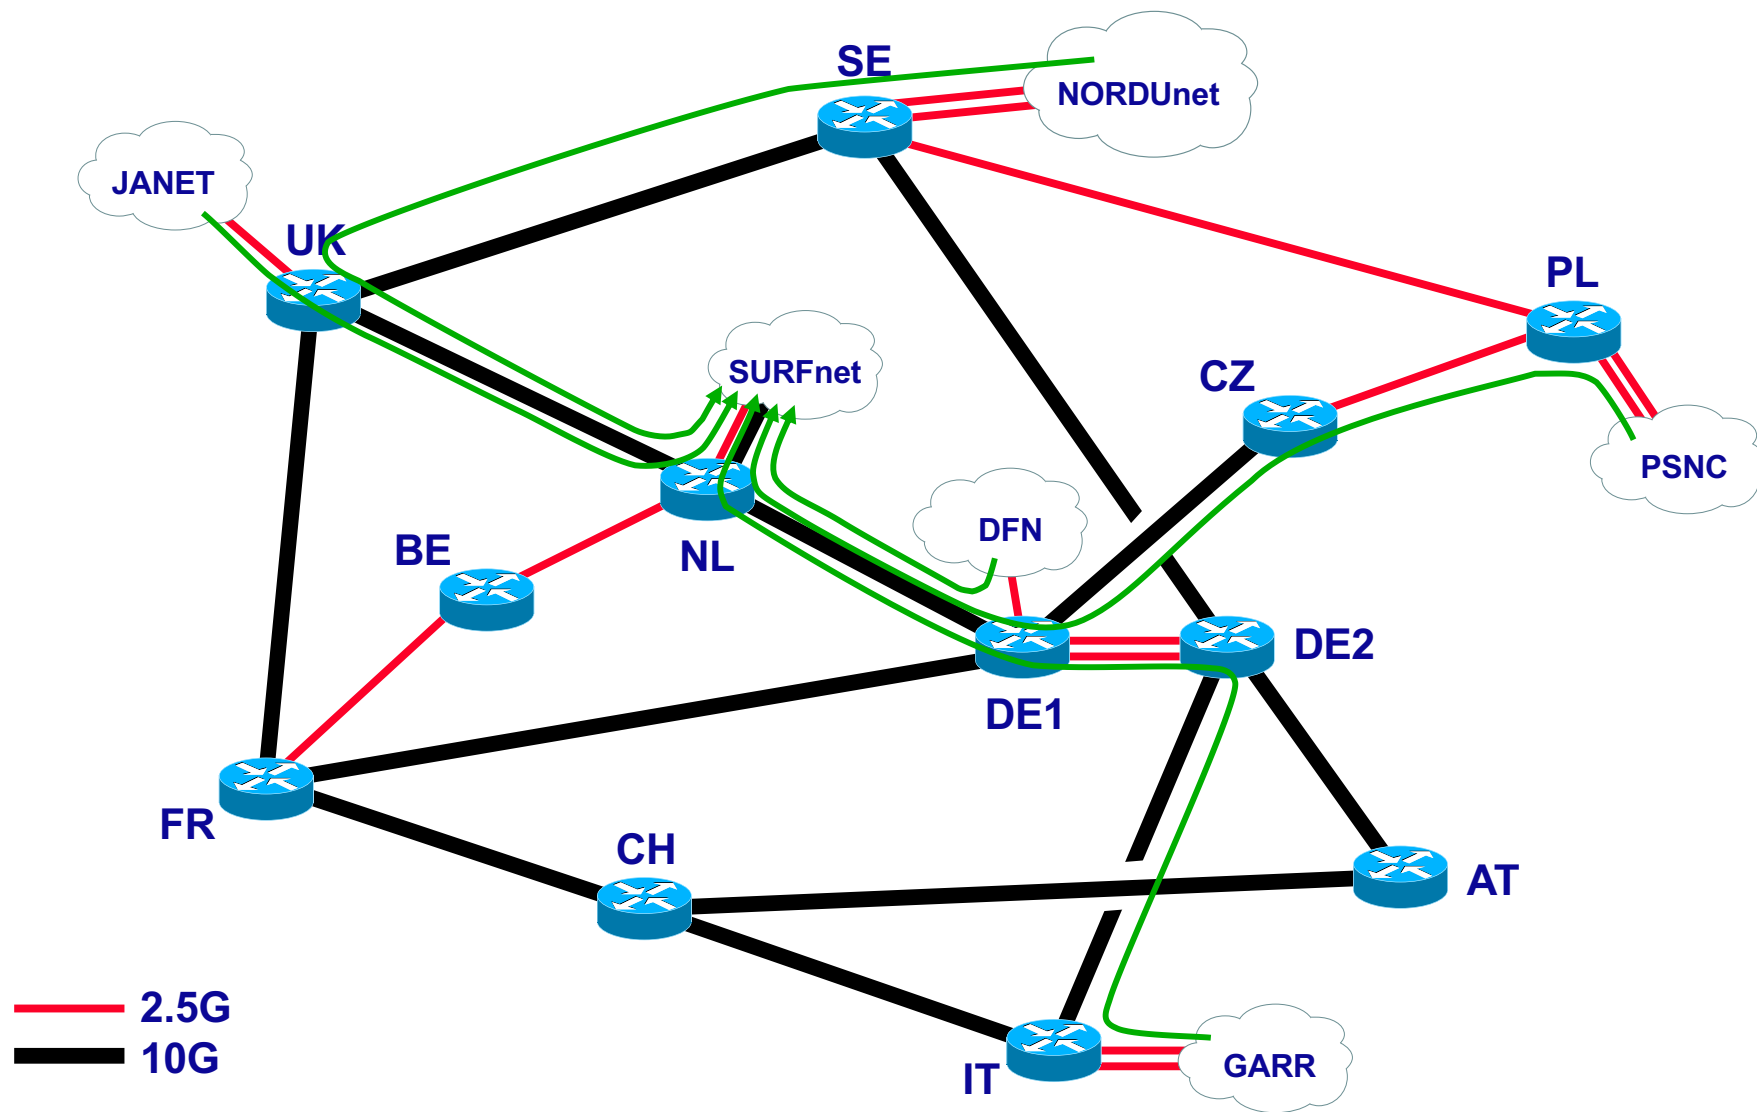 SE
NORDUnet
JANET
UK
PL
SURFnet
CZ
PSNC
DFN
BE
NL
DE2
DE1
FR
CH
AT
2.5G
10G
IT
GARR